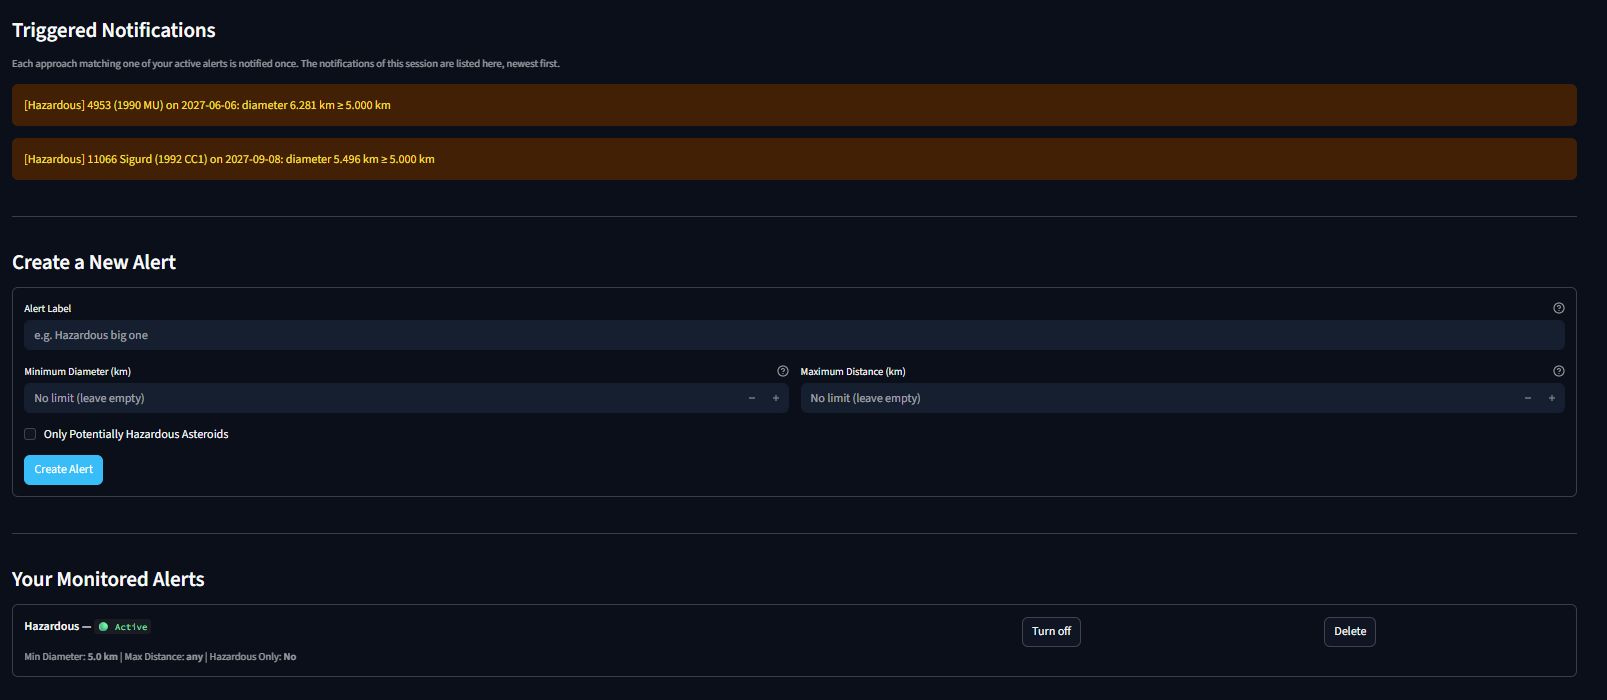 Triggered Notifications
Each approach matching one of your active alerts is notified once. The notifications of this session are listed here, newest first.
[Hazardous] 4953 (1990 MU) on 2027-06-06: diameter 6.281 km ≥ 5.000 km
[Hazardous] 11066 Sigurd (1992 CC1) on 2027-09-08: diameter 5.496 km ≥ 5.000 km
Create a New Alert
Alert Label
e.g. Hazardous big one
Minimum Diameter (km) Maximum Distance (km)
No limit (leave empty) − + No limit (leave empty) − +
Only Potentially Hazardous Asteroids
Create Alert
Your Monitored Alerts
Hazardous — Active Turn off Delete
Min Diameter: 5.0 km | Max Distance: any | Hazardous Only: No